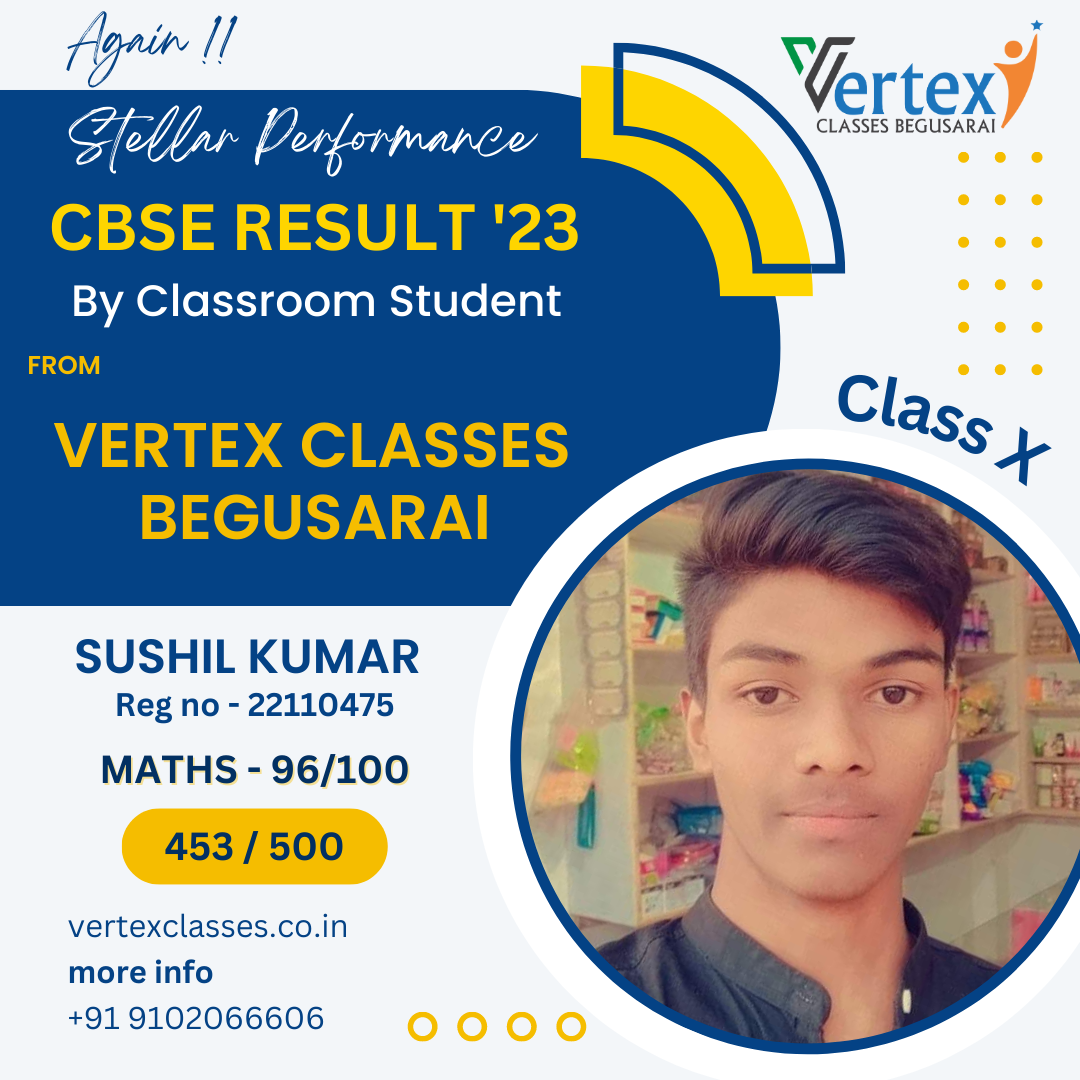 Again !!
Stellar Performance
CBSE RESULT '23
By Classroom Student
FROM
VERTEX CLASSES
BEGUSARAI
Vertex
CLASSES BEGUSARAI
Class X
SUSHIL KUMAR
Reg no - 22110475
MATHS - 96/100
453 / 500
vertexclasses.co.in
more info
+91 9102066606